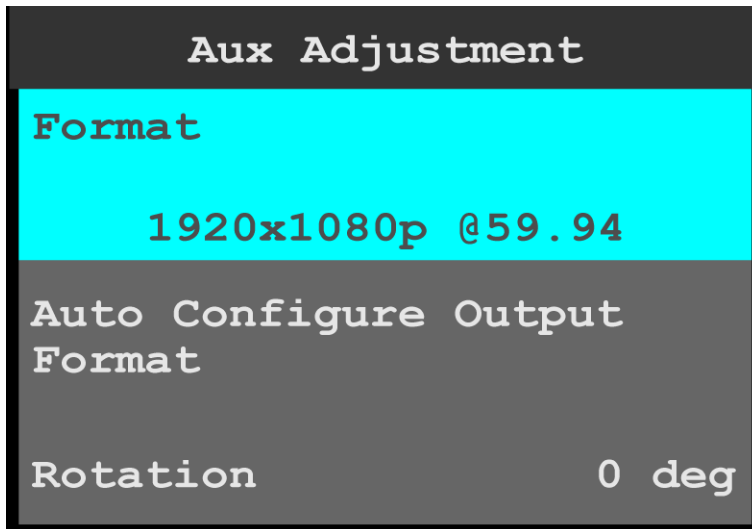 Aux Adjustment
Format
1920x1080p @59.94
Auto Configure Output
Format
Rotation 0 deg